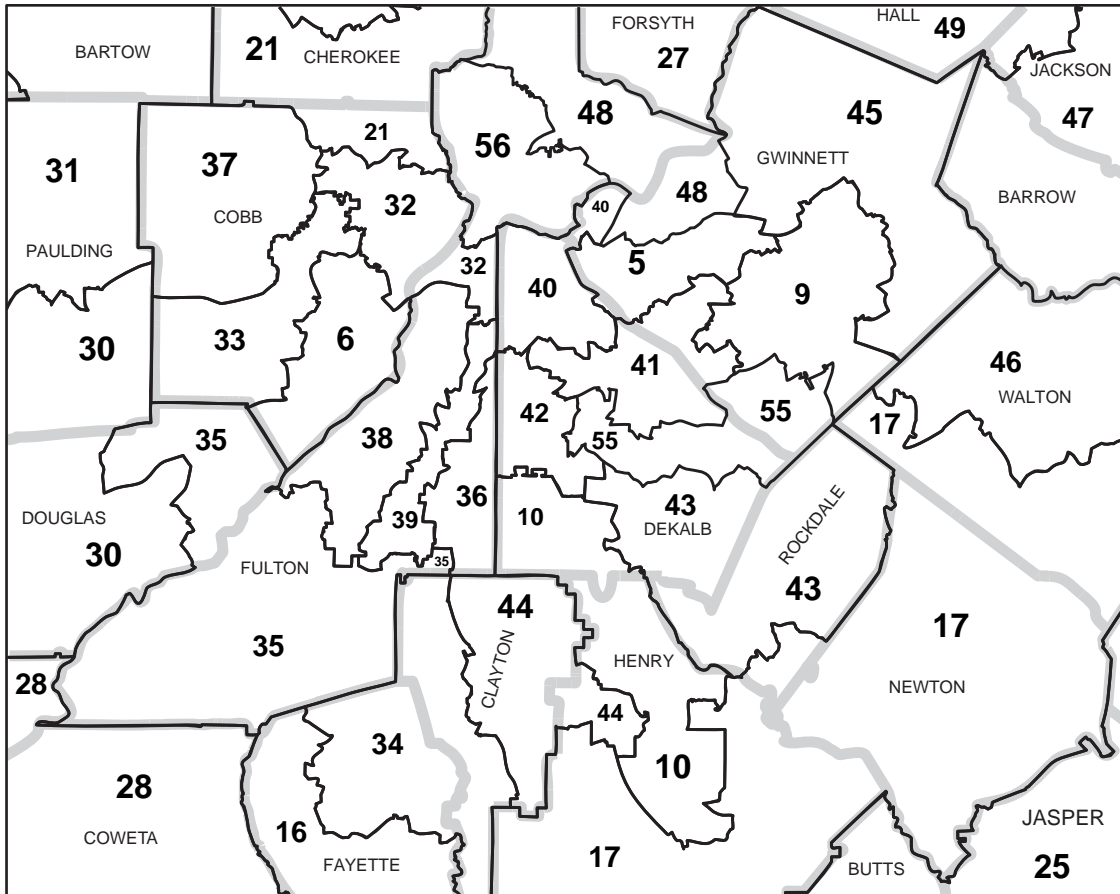 HALL
49
FORSYTH
21
CHEROKEE
BARTOW
27
JACKSON
48
45
47
21
56
37
31
GWINNETT
48
32
BARROW
40
COBB
PAULDING
32
5
40
9
33
6
30
41
46
WALTON
42
55
17
35
38
55
36
43
39
10
DOUGLAS
DEKALB
ROCKDALE
30
35
FULTON
43
44
17
35
CLAYTON
HENRY
28
NEWTON
44
34
10
28
JASPER
16
COWETA
17
FAYETTE
BUTTS
25